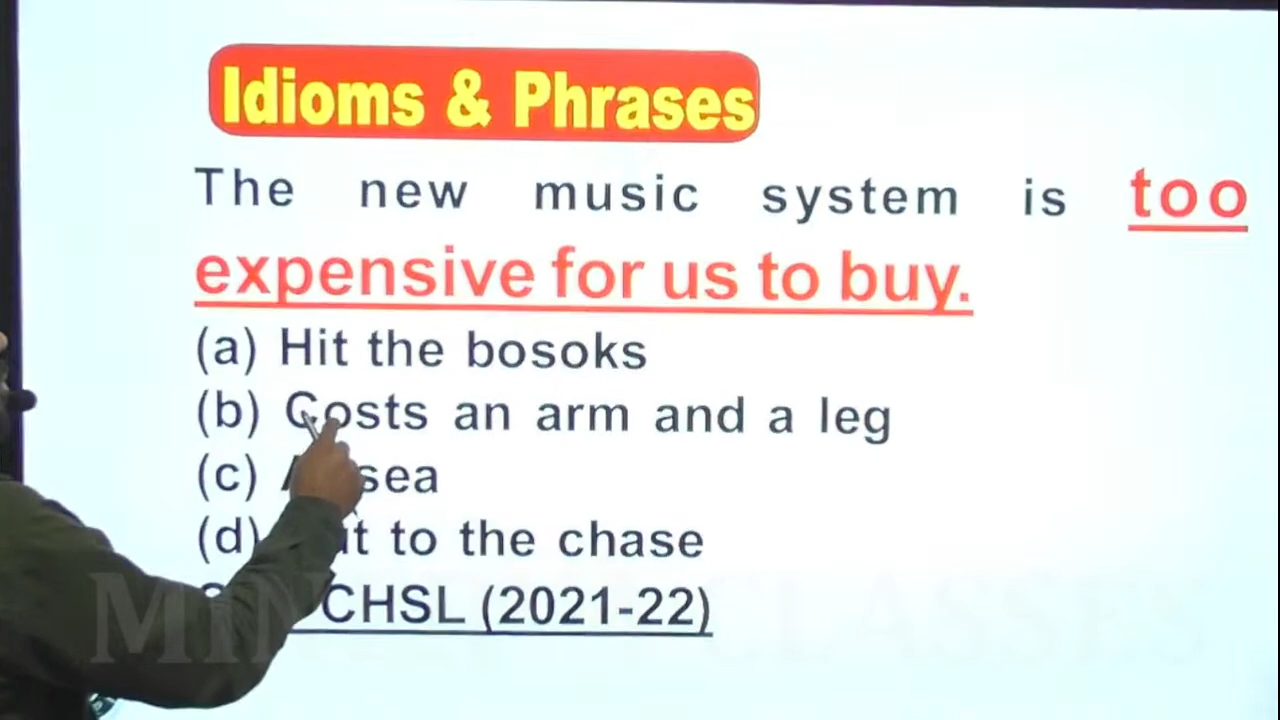 Idioms & Phrases
The new music system is too
expensive for us to buy.
(a) Hit the bosoks
(b) Costs an arm and a leg
(c) sea
(d) to the chase
CHSL (2021-22)
CLASSES